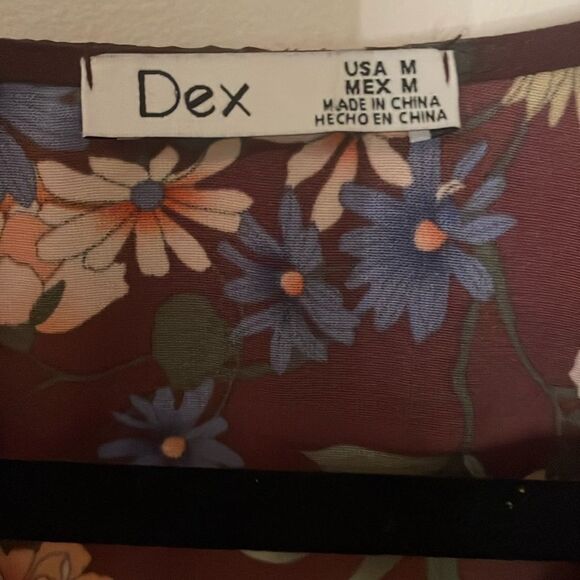 Dex
USA M
MEX M
MADE IN CHINA
HECHO EN CHINA